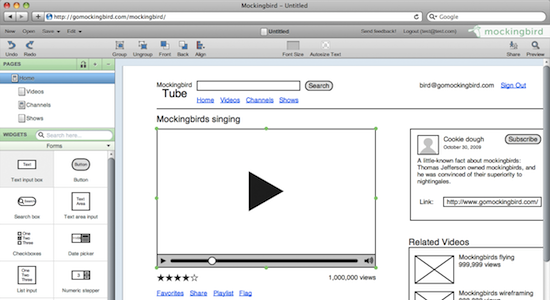 Mockingbird – Untitled
http://gomockingbird.com/mockingbird/
Google
New Open Save Edit
Untitled
Send feedback! Logout (test@test.com)
mockingbird
Undo Redo
Group Ungroup Front Back Align
Font Size Autosize Text
Share Preview
PAGES
Home
Videos
Channels
Shows
WIDGETS
Search here...
Forms
Text
Text input box
Button
Button
Search
Search box
Text Area
Text area input
One
Two
Three
Checkboxes
Date picker
One
Two
Three
List input
Numeric stepper
Mockingbird
Tube
Search
Home Videos Channels Shows
bird@gomockingbird.com Sign Out
Mockingbirds singing
1,000,000 views
Favorites Share Playlist Flag
Cookie dough
October 30, 2009
Subscribe
A little-known fact about mockingbirds:
Thomas Jefferson owned mockingbirds, and
he was convinced of their superiority to
nightingales.
Link: http://www.gomockingbird.com/
Related Videos
Mockingbirds flying
999,999 views
Mockingbirds wireframing
999,999 views